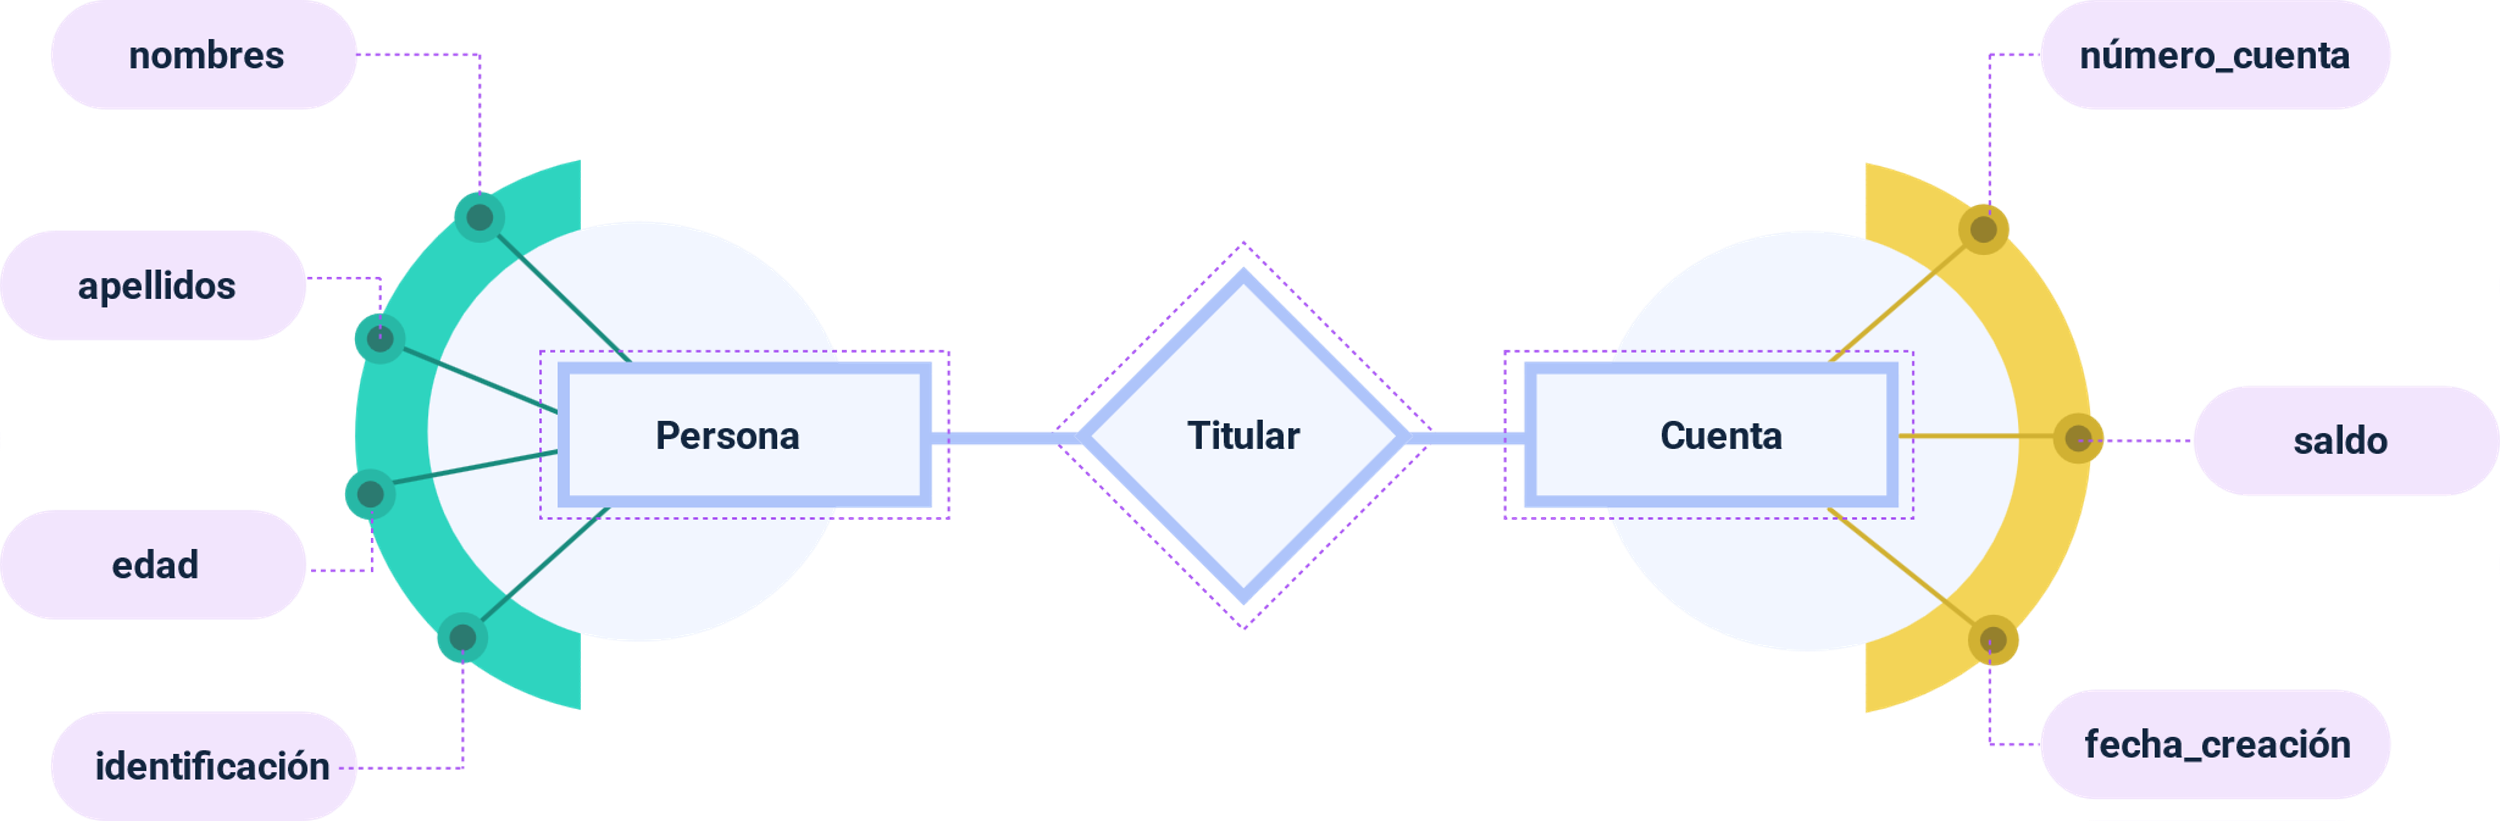 nombres
apellidos
edad
identificación
Persona
Titular
Cuenta
número_cuenta
saldo
fecha_creación